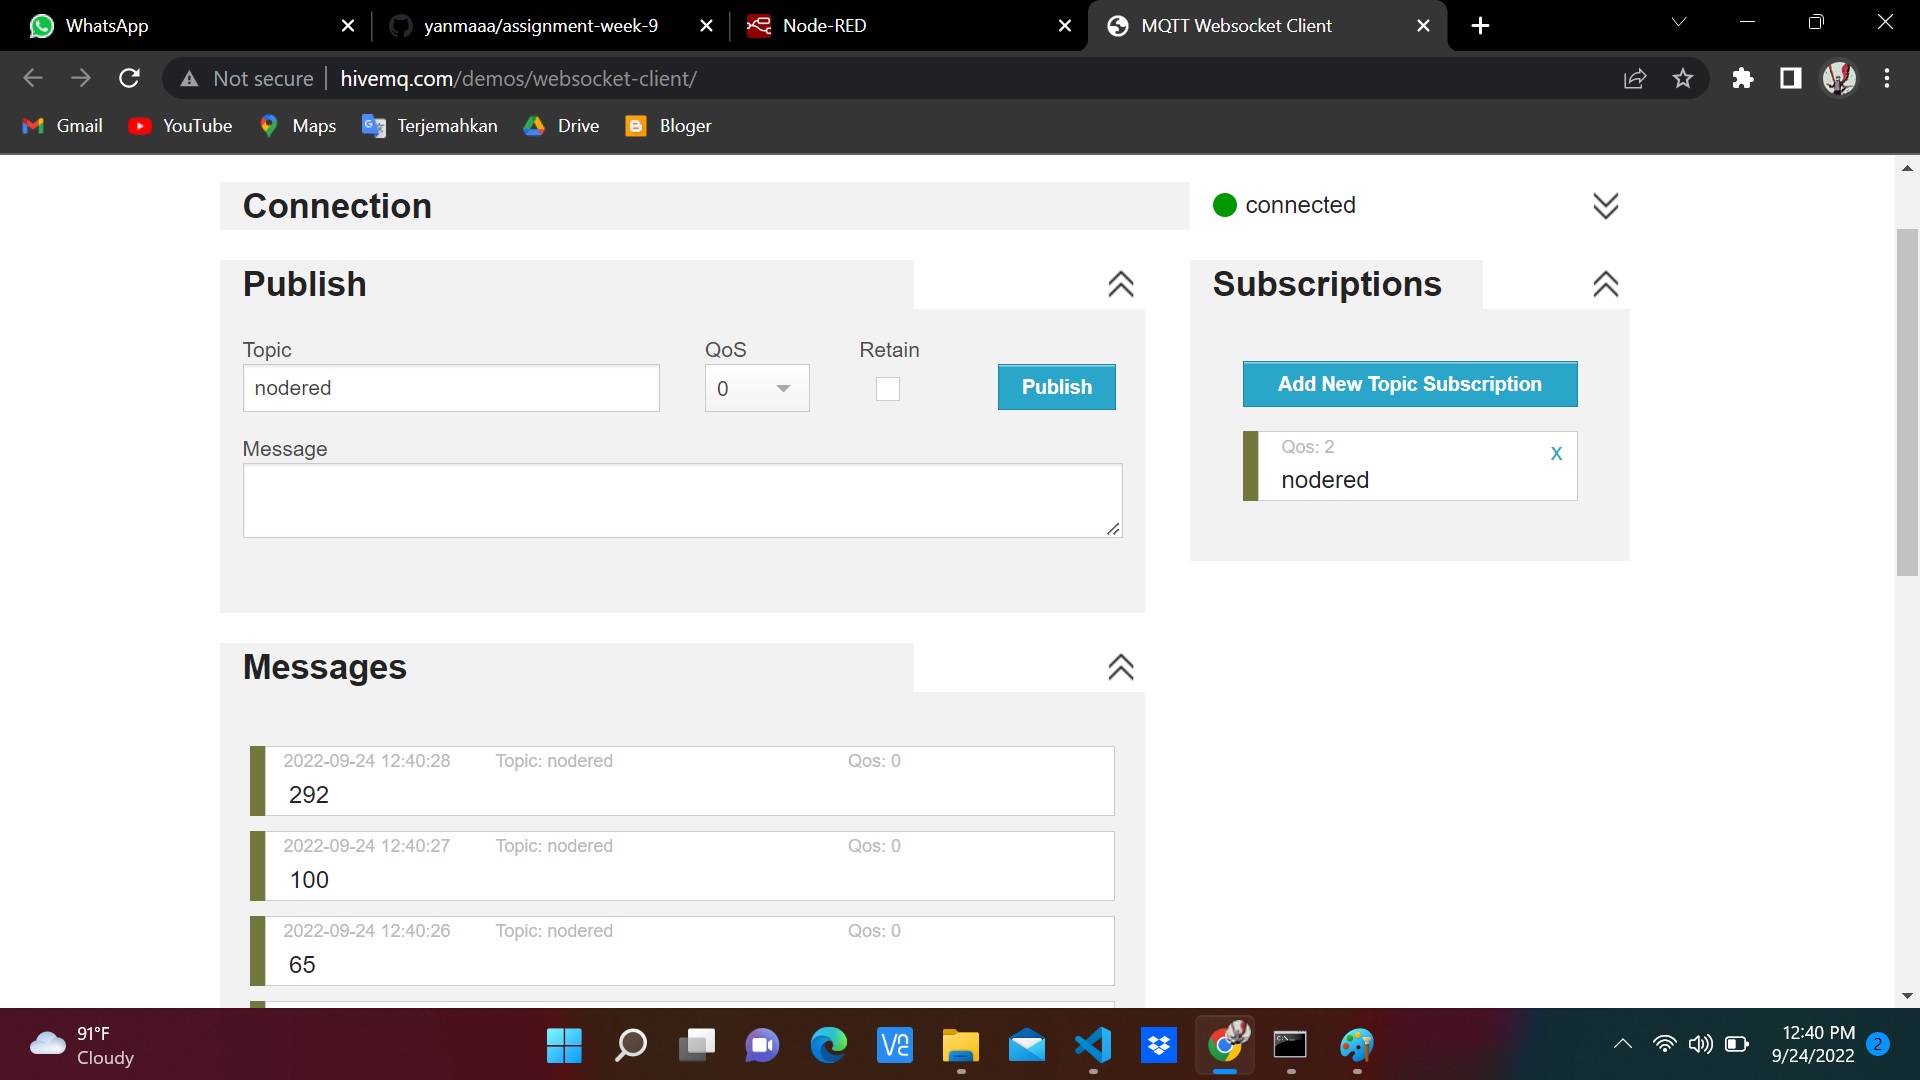 WhatsApp
yanmaaa/assignment-week-9
Node-RED
MQTT Websocket Client
Not secure
hivemq.com/demos/websocket-client/
Gmail
YouTube
Maps
Terjemahkan
Drive
Bloger
Connection
connected
Publish
Subscriptions
Topic
QoS
Retain
nodered
0
Publish
Add New Topic Subscription
Message
Qos: 2
x
nodered
Messages
2022-09-24 12:40:28 Topic: nodered Qos: 0
292
2022-09-24 12:40:27 Topic: nodered Qos: 0
100
2022-09-24 12:40:26 Topic: nodered Qos: 0
65
91°F
Cloudy
12:40 PM
9/24/2022
2